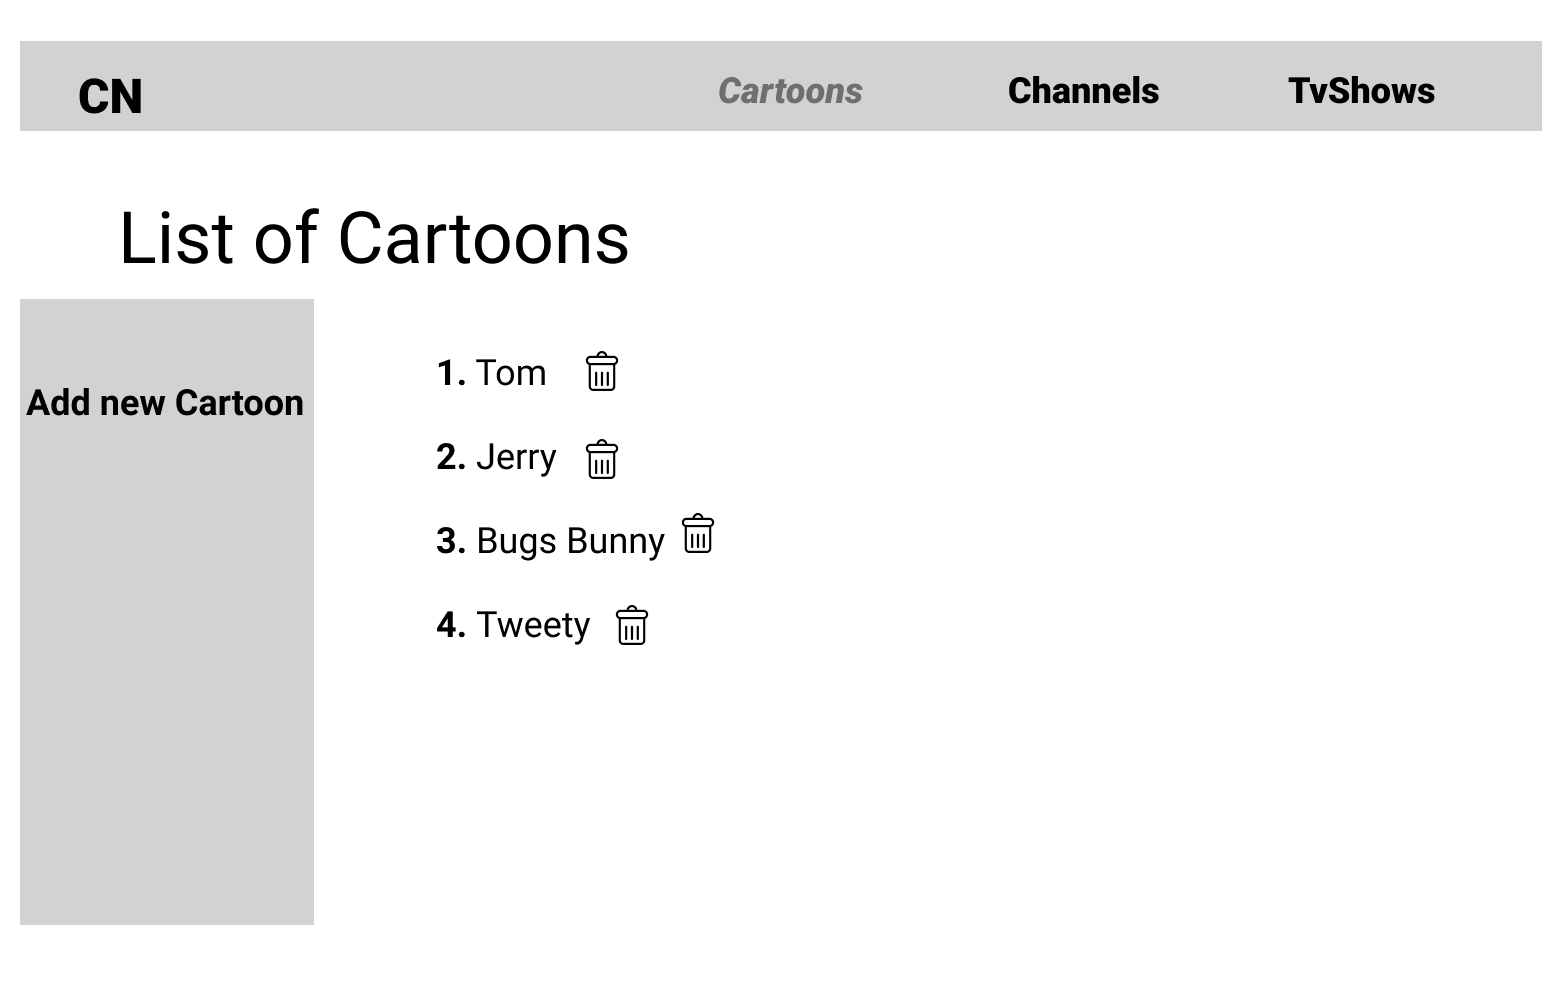 CN
Cartoons
Channels
TvShows
List of Cartoons
Add new Cartoon
1. Tom
2. Jerry
3. Bugs Bunny
4. Tweety